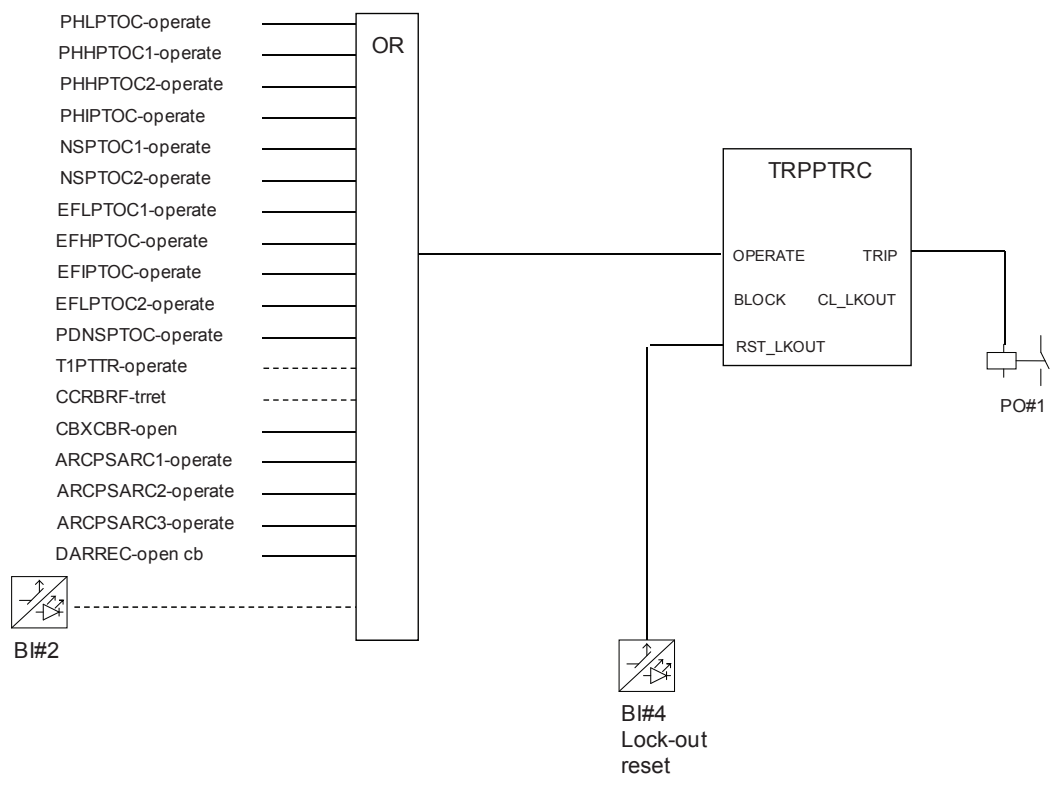 PHLPTOC-operate
PHHPTOC1-operate
PHHPTOC2-operate
PHIPTOC-operate
NSPTOC1-operate
NSPTOC2-operate
EFLPTOC1-operate
EFHPTOC-operate
EFIPTOC-operate
EFLPTOC2-operate
PDNSPTOC-operate
T1PTTR-operate
CCRBRF-trret
CBXCBR-open
ARCPSARC1-operate
ARCPSARC2-operate
ARCPSARC3-operate
DARREC-open cb
BI#2
OR
TRPPTRC
OPERATE TRIP
BLOCK CL_LKOUT
RST_LKOUT
PO#1
BI#4
Lock-out
reset